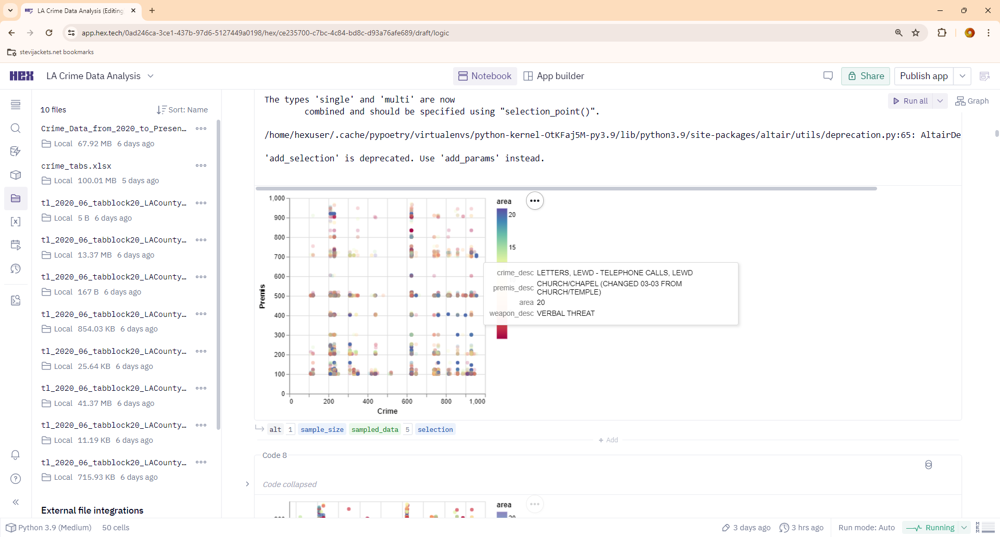 LA Crime Data Analysis (Editing
app.hex.tech/0ad246ca-3ce1-437b-97d6-5127449a0198/hex/ce235700-c7bc-4c84-bd8c-d93a76afe689/draft/logic
stevijackets.net bookmarks
HEX
LA Crime Data Analysis
Notebook
App builder
Share
Publish app
10 files
Sort: Name
Crime_Data_from_2020_to_Presen…
Local 67.92 MB 6 days ago
crime_tabs.xlsx
Local 100.01 MB 5 days ago
tl_2020_06_tabblock20_LACounty…
Local 5 B 6 days ago
tl_2020_06_tabblock20_LACounty…
Local 13.37 MB 6 days ago
tl_2020_06_tabblock20_LACounty…
Local 167 B 6 days ago
tl_2020_06_tabblock20_LACounty…
Local 854.03 KB 6 days ago
tl_2020_06_tabblock20_LACounty…
Local 25.64 KB 6 days ago
tl_2020_06_tabblock20_LACounty…
Local 41.37 MB 6 days ago
tl_2020_06_tabblock20_LACounty…
Local 11.19 KB 6 days ago
tl_2020_06_tabblock20_LACounty…
Local 715.93 KB 6 days ago
External file integrations
Run all
Graph
The types 'single' and 'multi' are now
combined and should be specified using "selection_point()".
/home/hexuser/.cache/pypoetry/virtualenvs/python-kernel-OtKFaj5M-py3.9/lib/python3.9/site-packages/altair/utils/deprecation.py:65: AltairDe
'add_selection' is deprecated. Use 'add_params' instead.
1,000
900
800
700
600
500
400
300
200
100
0
Premis
0 200 400 600 800 1,000
Crime
area
20
15
crime_desc LETTERS, LEWD - TELEPHONE CALLS, LEWD
premis_desc CHURCH/CHAPEL (CHANGED 03-03 FROM
CHURCH/TEMPLE)
area 20
weapon_desc VERBAL THREAT
alt 1 sample_size sampled_data 5 selection
+ Add
Code 8
Code collapsed
area
Python 3.9 (Medium) 50 cells
3 days ago
3 hrs ago
Run mode: Auto
Running
MEM